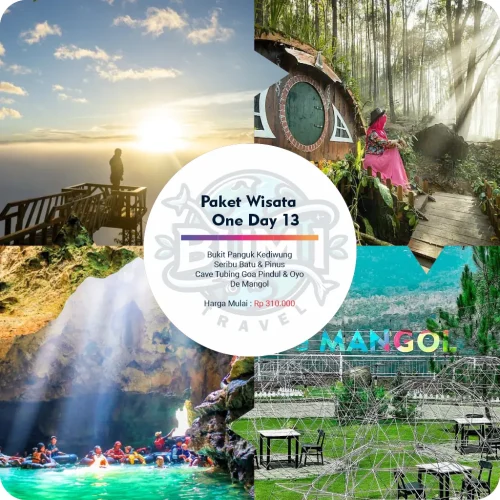 Paket Wisata
One Day 13
Bukit Panguk Kediwung
Seribu Batu & Pinus
Cave Tubing Goa Pindul & Oyo
De Mangol
Harga Mulai : Rp 310.000
TRAVEL
MANGOL